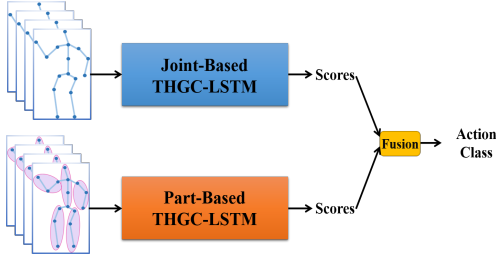 Joint-Based
THGC-LSTM
Scores
Fusion
Action
Class
Part-Based
THGC-LSTM
Scores